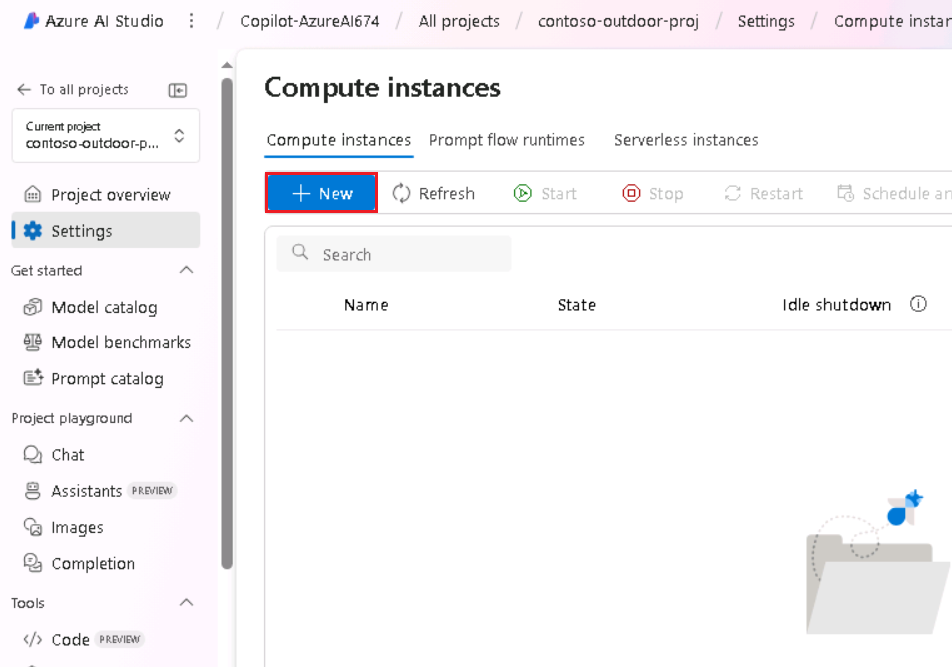 Azure AI Studio / Copilot-AzureAI674 / All projects / contoso-outdoor-proj / Settings / Compute instar
To all projects
Current project
contoso-outdoor-p...
Project overview
Settings
Get started
Model catalog
Model benchmarks
Prompt catalog
Project playground
Chat
Assistants PREVIEW
Images
Completion
Tools
Code PREVIEW
Compute instances
Compute instances Prompt flow runtimes Serverless instances
New Refresh Start Stop Restart Schedule an
Search
Name State Idle shutdown